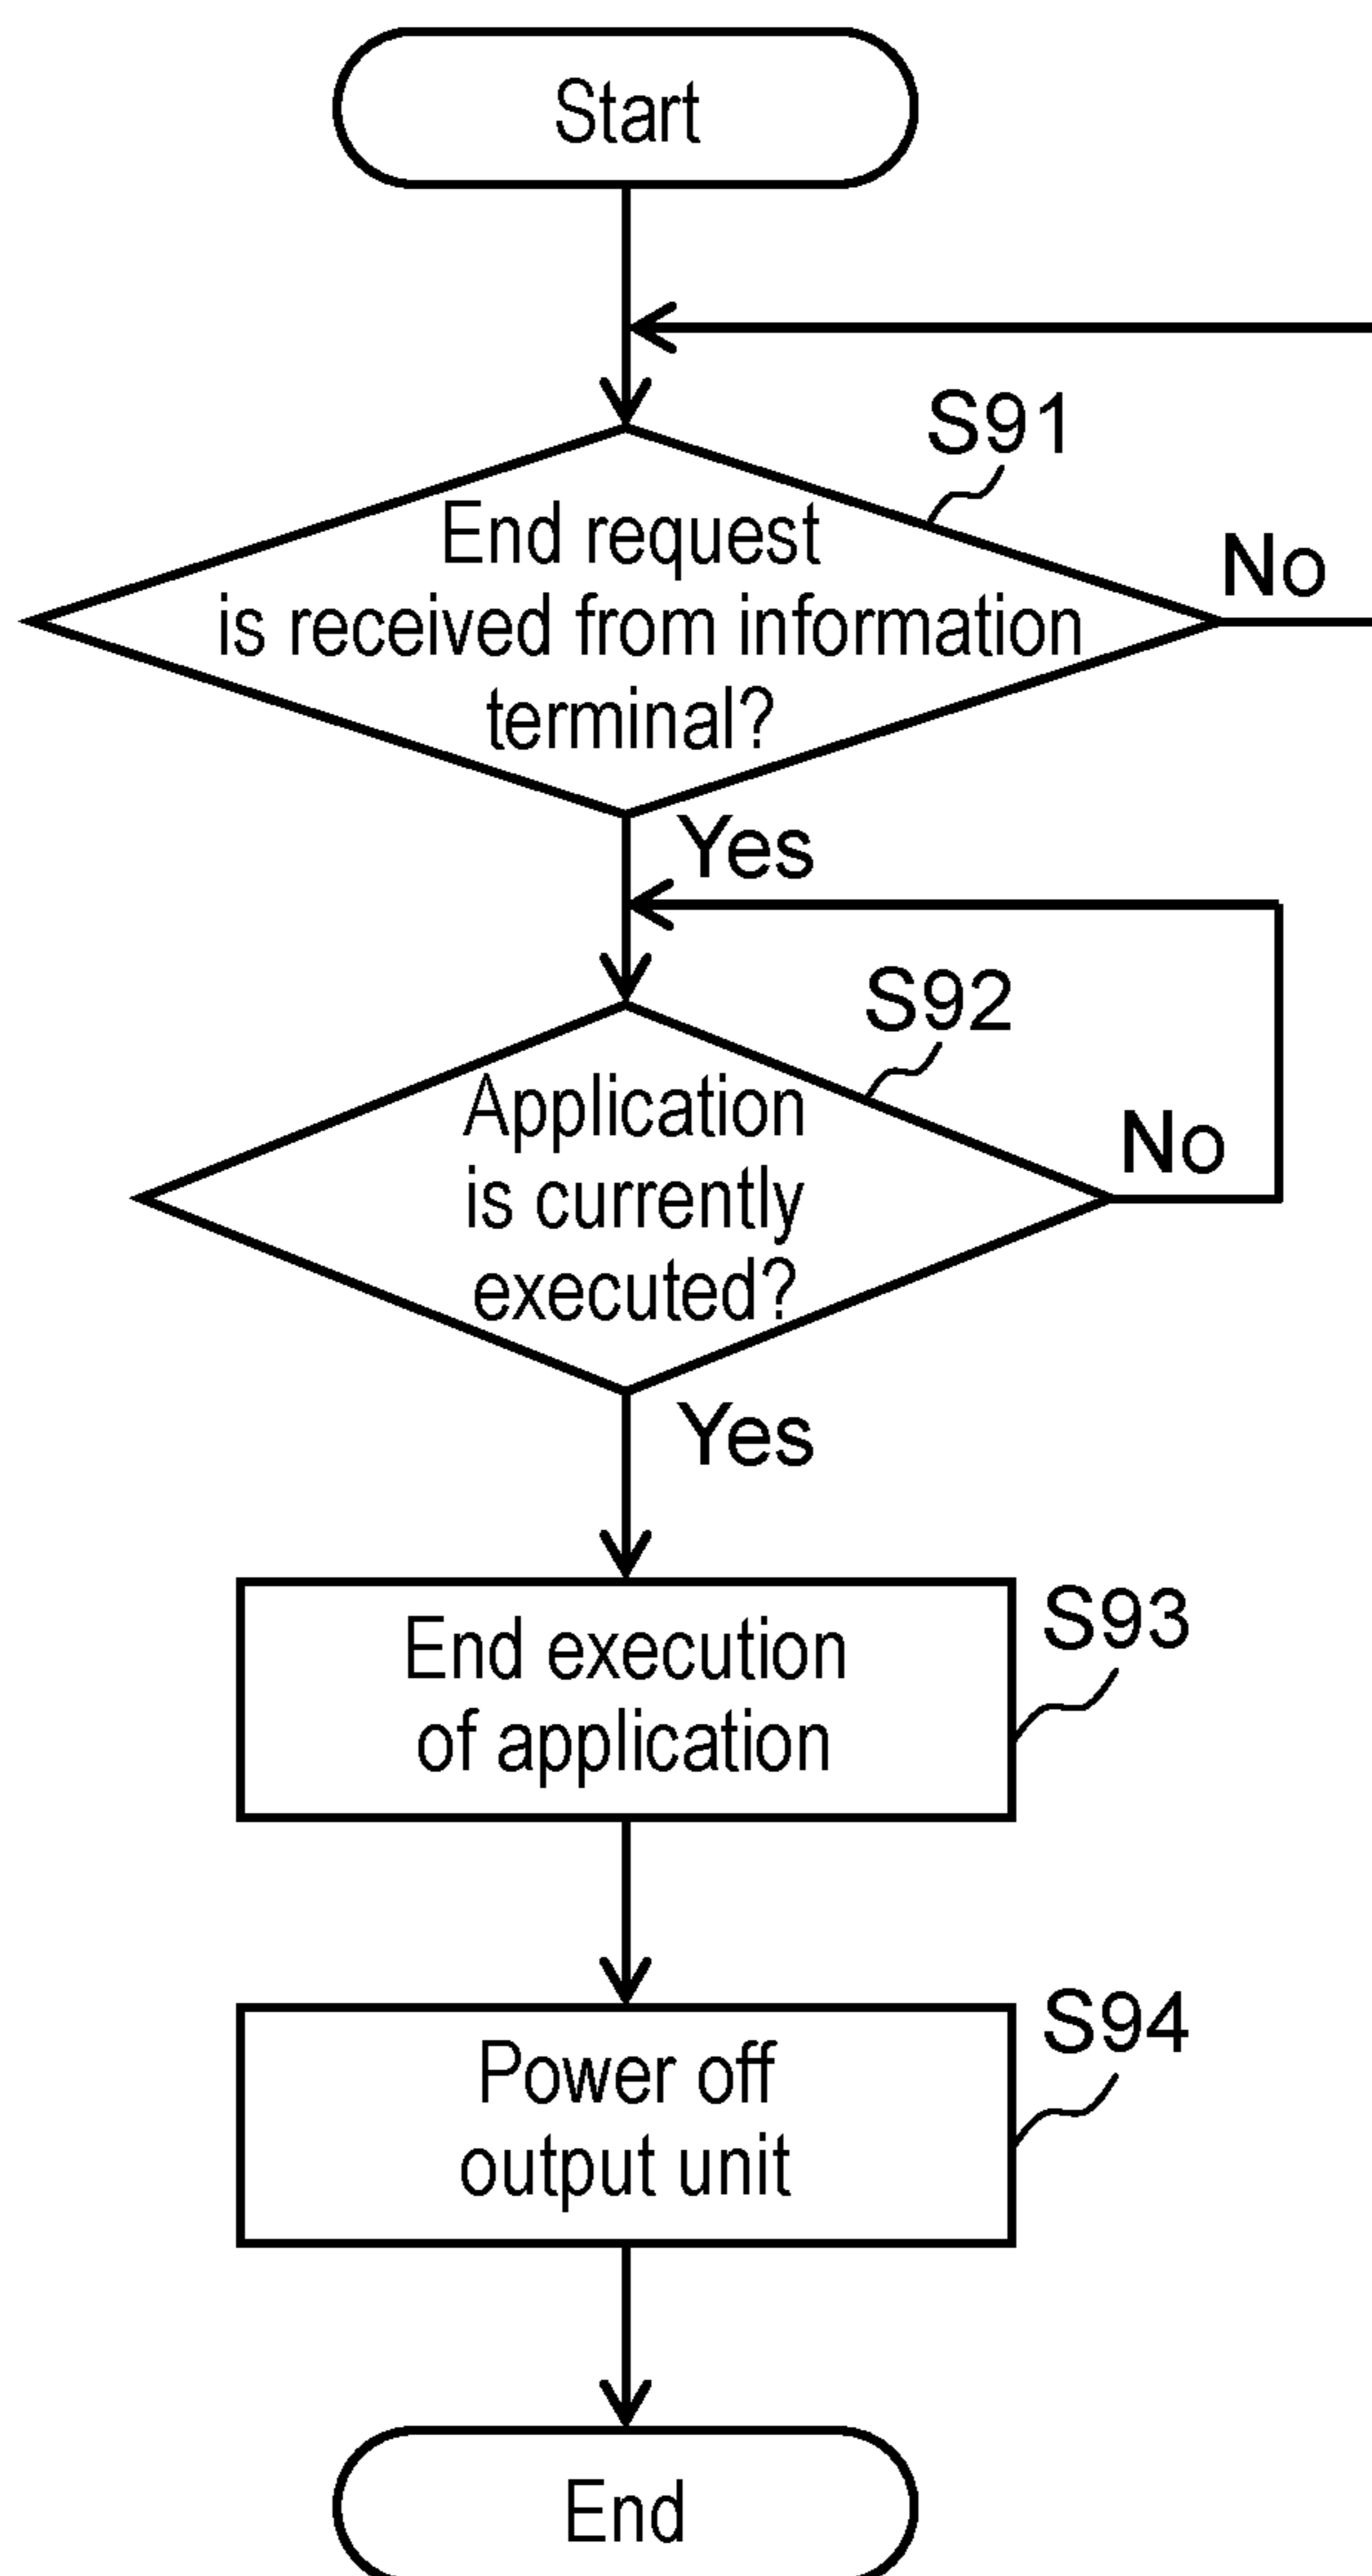 Start
S91
End request
is received from information
terminal?
No
Yes
S92
Application
is currently
executed?
No
Yes
S93
End execution
of application
S94
Power off
output unit
End